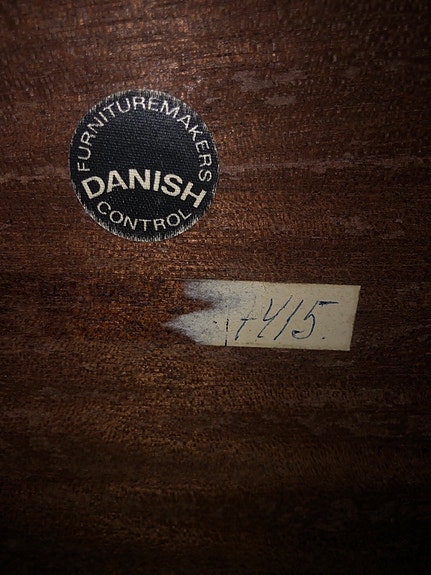 FURNITUREMAKERS
DANISH
CONTROL
7415.